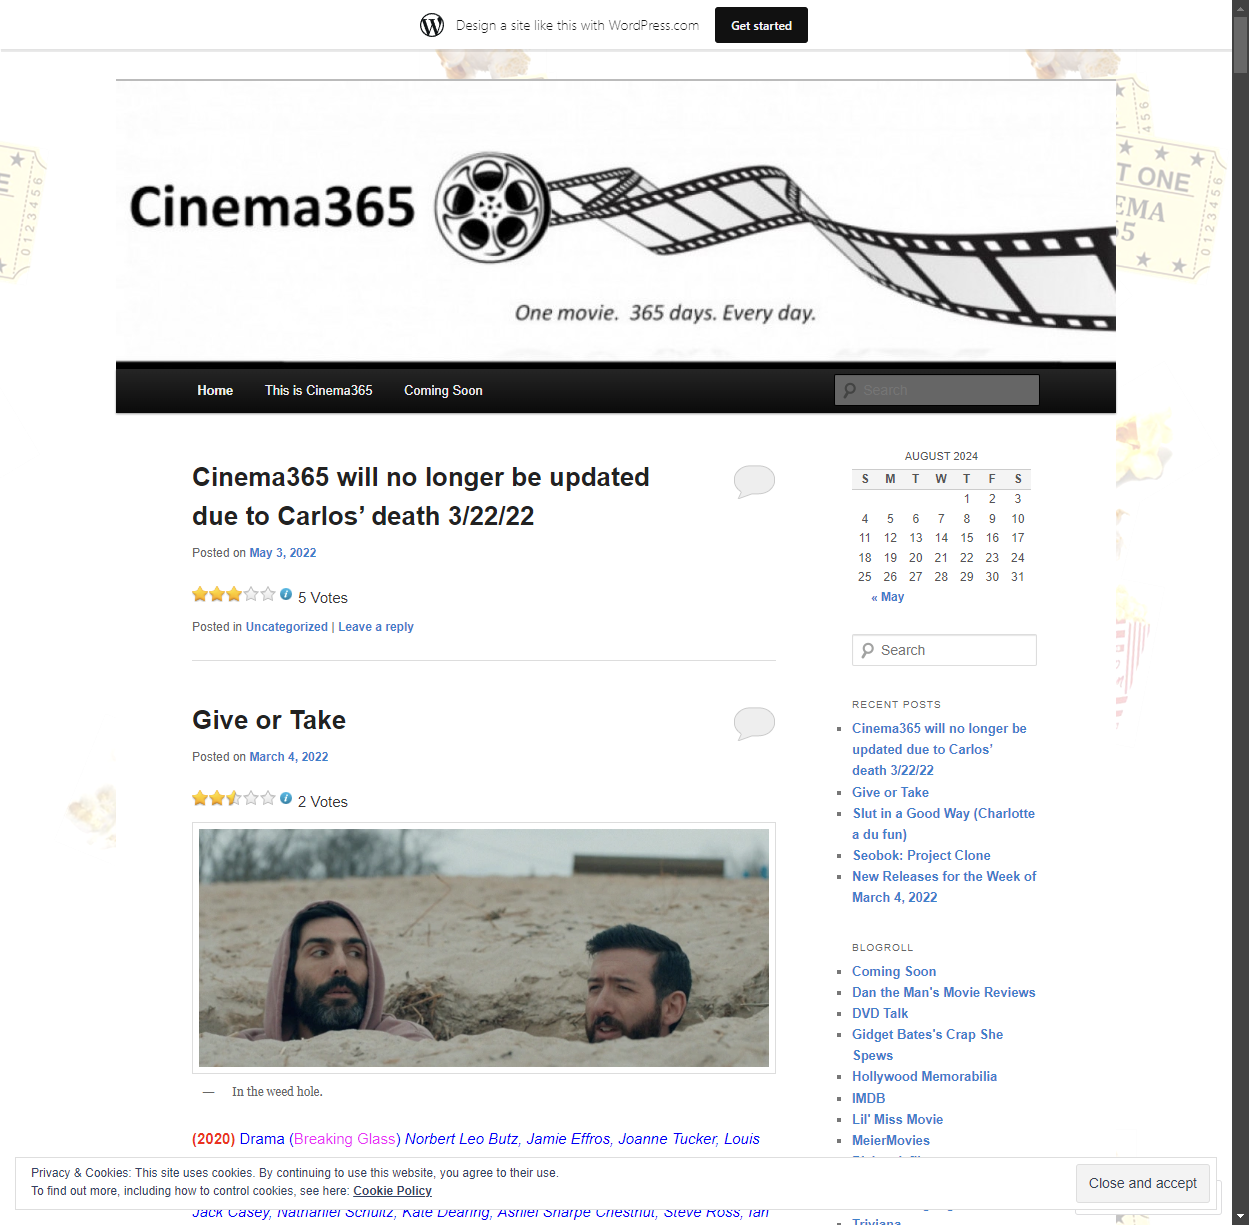 Design a site like this with WordPress.com
Get started
Cinema365
One movie. 365 days. Every day.
Home
This is Cinema365
Coming Soon
Search
Cinema365 will no longer be updated
due to Carlos’ death 3/22/22
Posted on May 3, 2022
5 Votes
Posted in Uncategorized | Leave a reply
Give or Take
Posted on March 4, 2022
2 Votes
— In the weed hole.
(2020) Drama (Breaking Glass) Norbert Leo Butz, Jamie Effros, Joanne Tucker, Louis
Jack Casey, Nathaniel Schultz, Kate Dearing, Ashlel Sharpe Chestnut, Steve Ross, Ian
AUGUST 2024
S M T W T F S
1 2 3
4 5 6 7 8 9 10
11 12 13 14 15 16 17
18 19 20 21 22 23 24
25 26 27 28 29 30 31
« May
Search
RECENT POSTS
Cinema365 will no longer be
updated due to Carlos’
death 3/22/22
Give or Take
Slut in a Good Way (Charlotte
a du fun)
Seobok: Project Clone
New Releases for the Week of
March 4, 2022
BLOGROLL
Coming Soon
Dan the Man's Movie Reviews
DVD Talk
Gidget Bates's Crap She
Spews
Hollywood Memorabilia
IMDB
Lil' Miss Movie
MeierMovies
Triviana
Privacy & Cookies: This site uses cookies. By continuing to use this website, you agree to their use.
To find out more, including how to control cookies, see here: Cookie Policy
Close and accept
0123456
T ONE
EMA
5
0123456